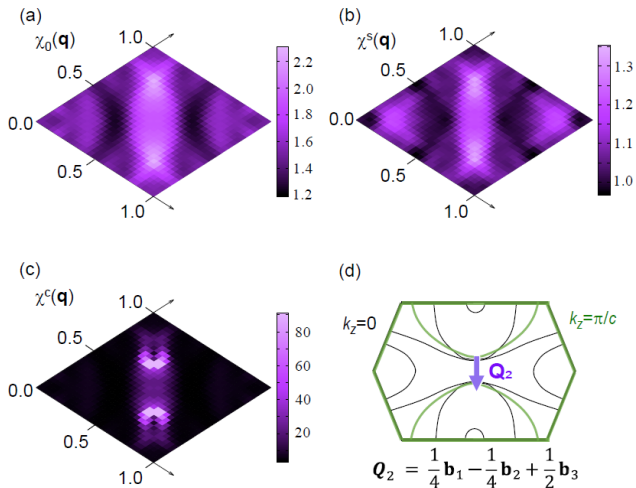 (a)
χ₀(q)
1.0
0.5
0.0
0.5
1.0
2.2
2.0
1.8
1.6
1.4
1.2
(b)
χˢ(q)
1.0
0.5
0.0
0.5
1.0
1.3
1.2
1.1
1.0
(c)
χᶜ(q)
1.0
0.5
0.0
0.5
1.0
80
60
40
20
(d)
k_z=0
k_z=π/c
Q₂
Q₂ = 1/4 b₁ − 1/4 b₂ + 1/2 b₃